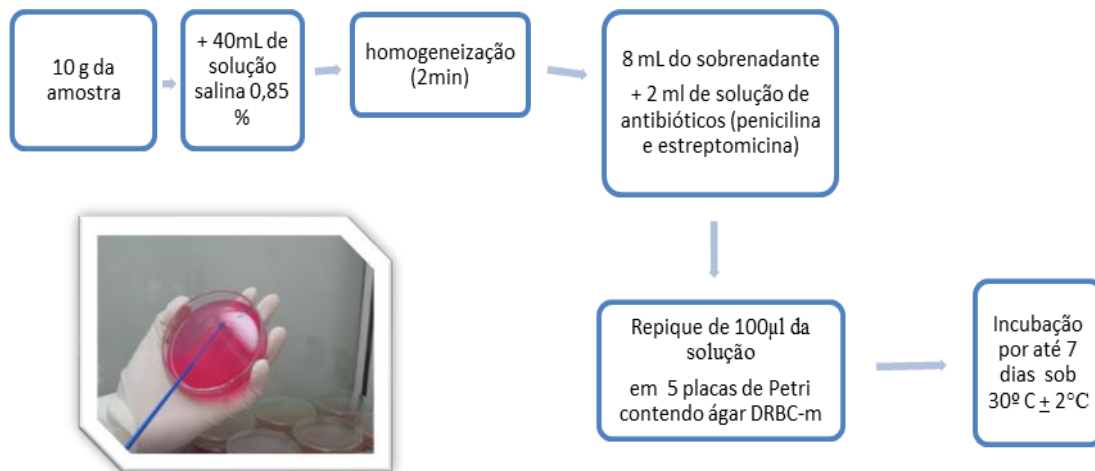 10 g da
amostra
+ 40mL de
solução
salina 0,85
%
homogeneização
(2min)
8 mL do sobrenadante
+ 2 ml de solução de
antibióticos (penicilina
e estreptomicina)
Repique de 100µl da
solução
em 5 placas de Petri
contendo ágar DRBC-m
Incubação
por até 7
dias sob
30º C ± 2°C